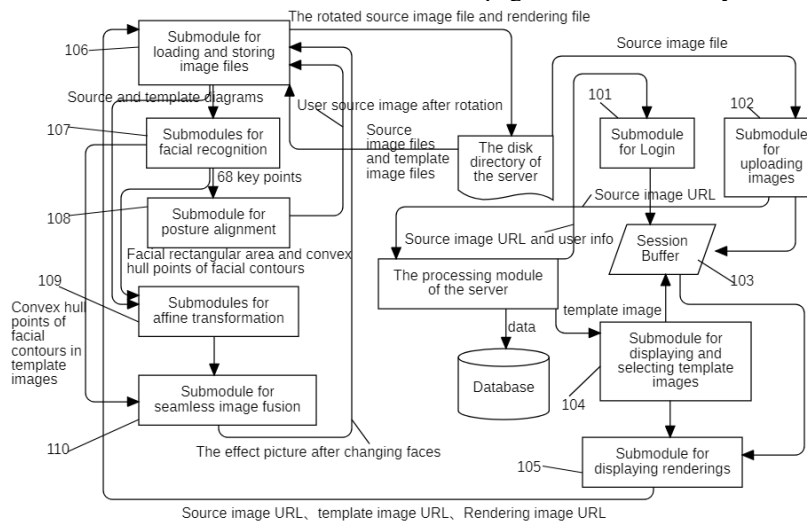 The rotated source image file and rendering file
Submodule for
loading and storing
image files
106
Source image file
Source and template diagrams
User source image after rotation
101
102
107
Submodules for
facial recognition
Source
image files
and template
image files
The disk
directory of
the server
Submodule
for Login
Submodule
for
uploading
images
68 key points
Source image URL
108
Submodule for
posture alignment
Source image URL and user info
Session
Buffer
Facial rectangular area and convex
hull points of facial contours
109
The processing module
of the server
103
Convex hull
points of
facial
contours in
template
images
Submodules for
affine transformation
template image
data
Submodule for
displaying and
selecting template
images
Database
104
Submodule for
seamless image fusion
110
The effect picture after changing faces
105
Submodule for
displaying renderings
Source image URL、template image URL、Rendering image URL